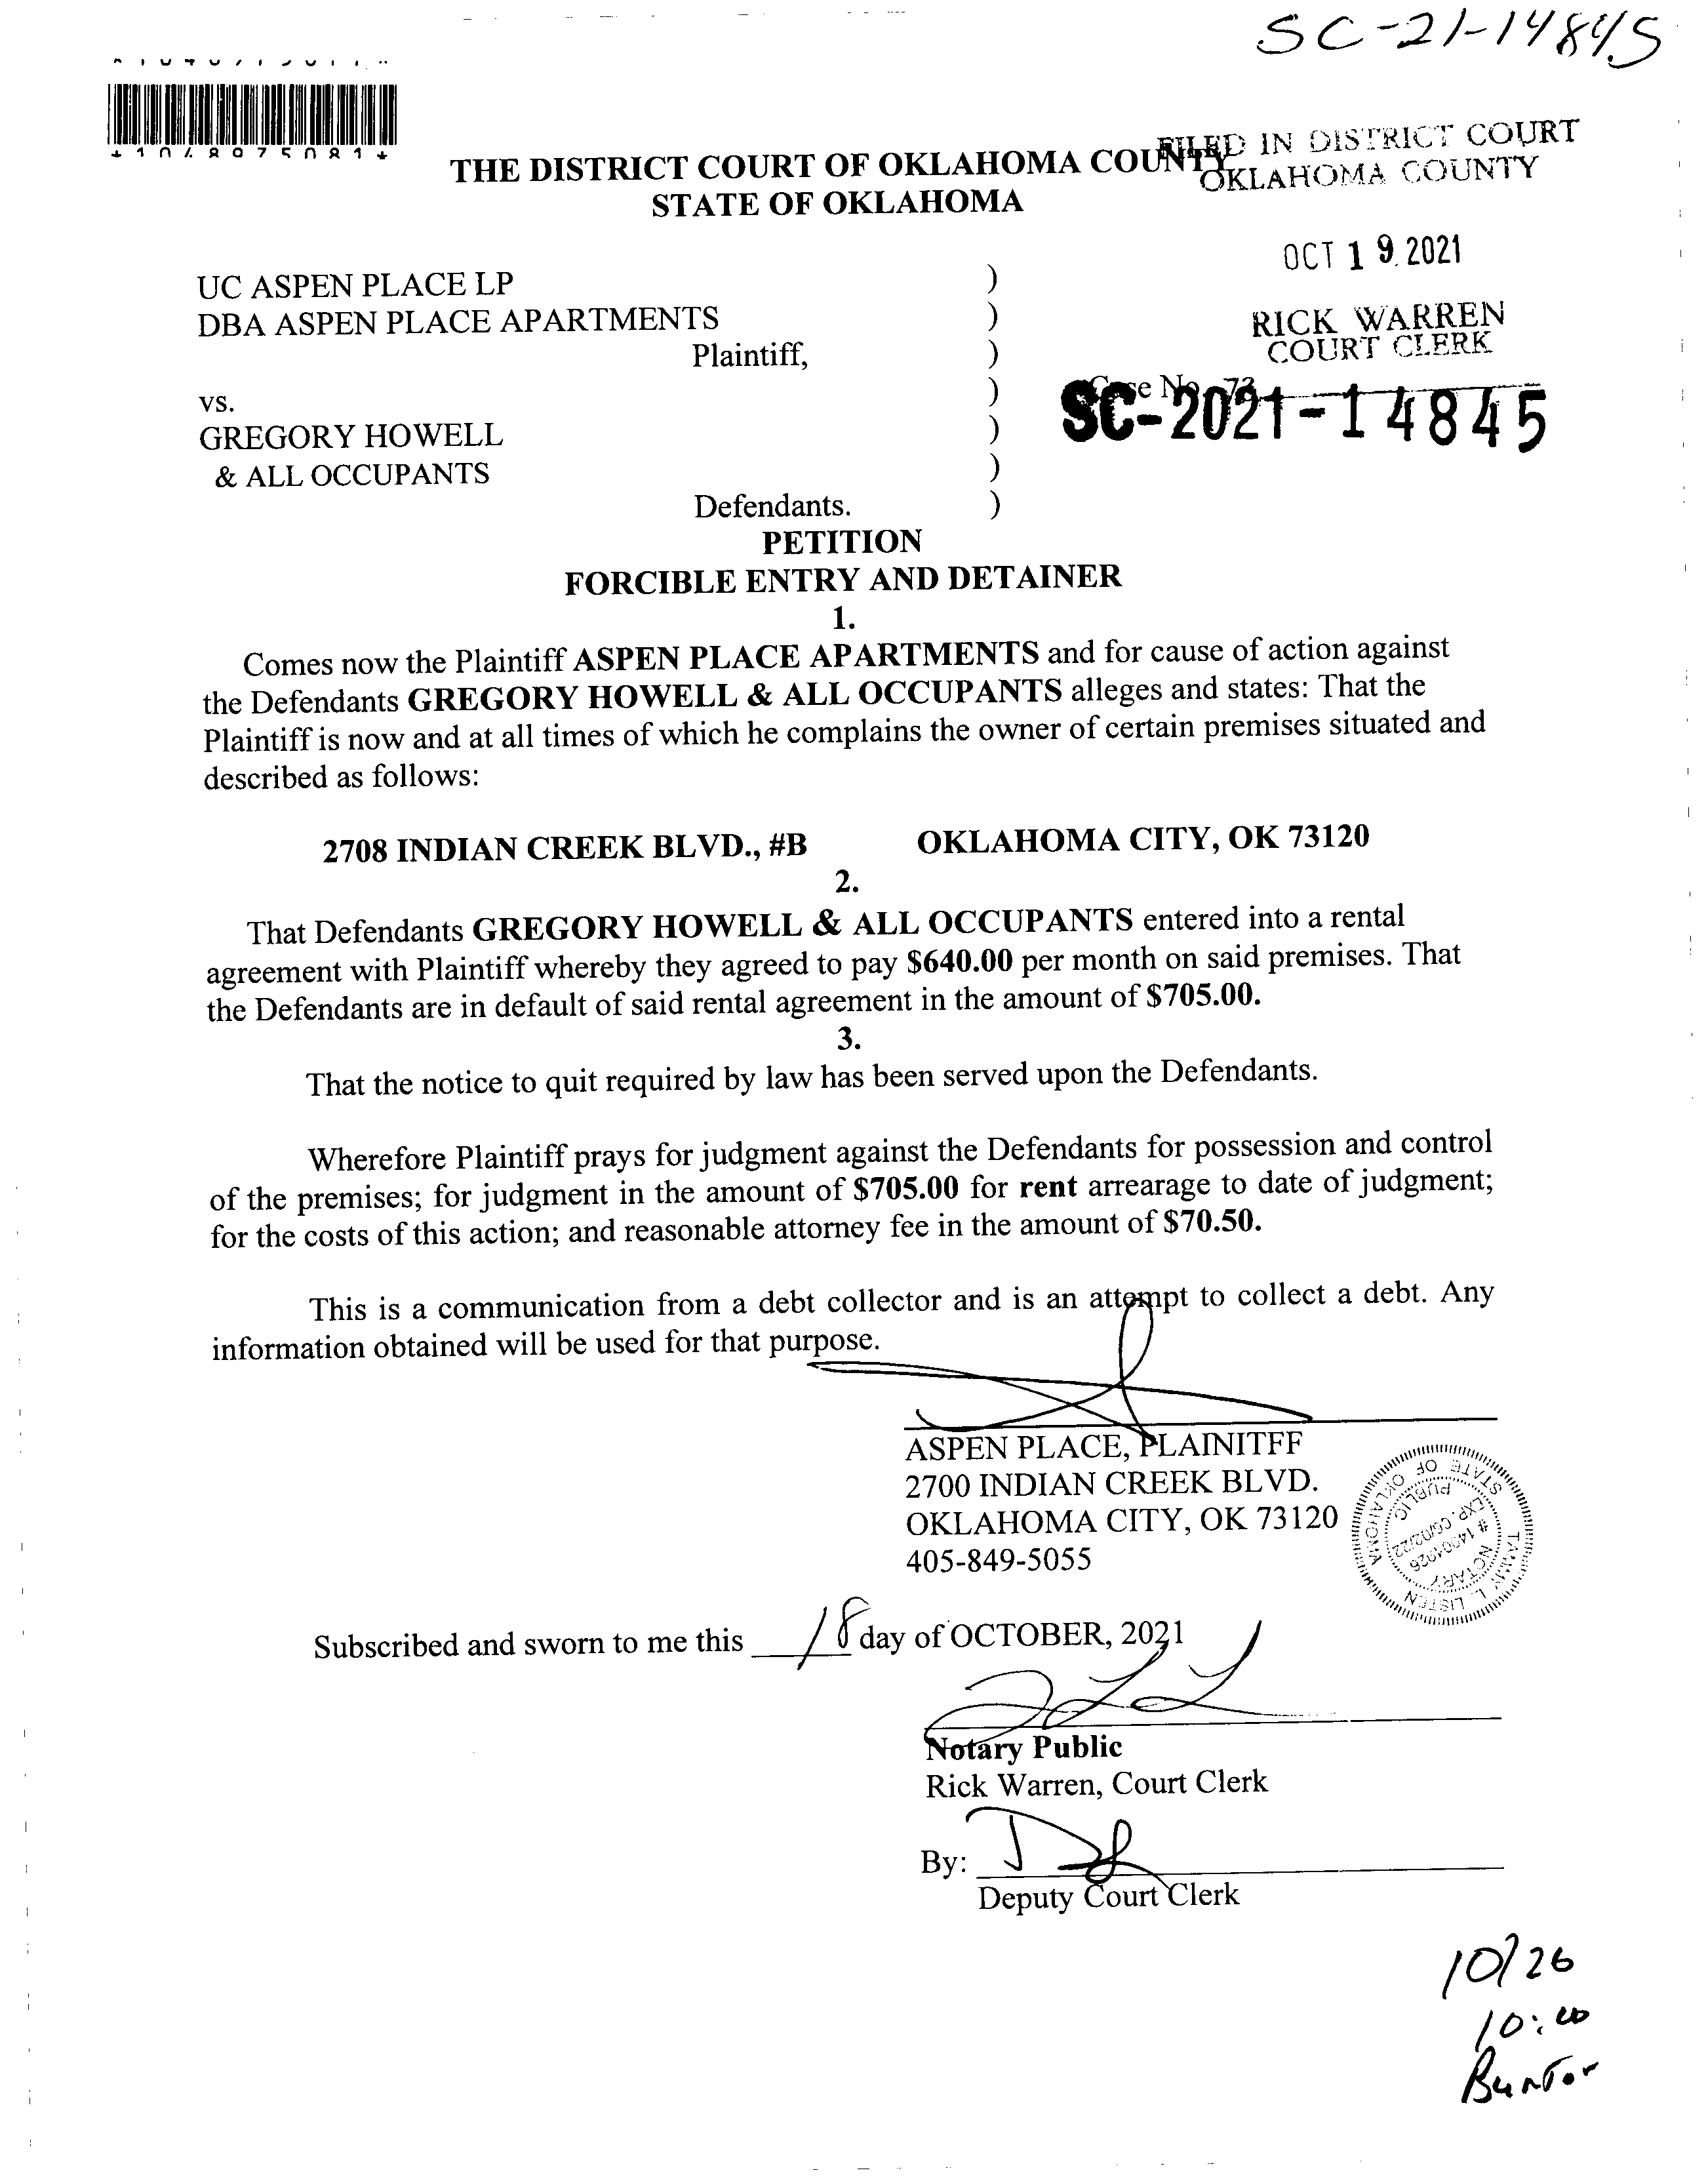 SC-21-14845
*1048975081*
FILED IN DISTRICT COURT
OKLAHOMA COUNTY
THE DISTRICT COURT OF OKLAHOMA COUNTY
STATE OF OKLAHOMA
OCT 19 2021
RICK WARREN
COURT CLERK
UC ASPEN PLACE LP )
DBA ASPEN PLACE APARTMENTS )
Plaintiff, )
) Case No. 73
vs.
SC-2021-14845
GREGORY HOWELL )
& ALL OCCUPANTS )
Defendants. )
PETITION
FORCIBLE ENTRY AND DETAINER
1.
Comes now the Plaintiff ASPEN PLACE APARTMENTS and for cause of action against
the Defendants GREGORY HOWELL & ALL OCCUPANTS alleges and states: That the
Plaintiff is now and at all times of which he complains the owner of certain premises situated and
described as follows:
2708 INDIAN CREEK BLVD., #B OKLAHOMA CITY, OK 73120
2.
That Defendants GREGORY HOWELL & ALL OCCUPANTS entered into a rental
agreement with Plaintiff whereby they agreed to pay $640.00 per month on said premises. That
the Defendants are in default of said rental agreement in the amount of $705.00.
3.
That the notice to quit required by law has been served upon the Defendants.
Wherefore Plaintiff prays for judgment against the Defendants for possession and control
of the premises; for judgment in the amount of $705.00 for rent arrearage to date of judgment;
for the costs of this action; and reasonable attorney fee in the amount of $70.50.
This is a communication from a debt collector and is an attempt to collect a debt. Any
information obtained will be used for that purpose.
ASPEN PLACE, PLAINITFF
2700 INDIAN CREEK BLVD.
OKLAHOMA CITY, OK 73120
405-849-5055
TAMMY L. LISTEN
NOTARY PUBLIC
STATE OF OKLAHOMA
# 14004926
EXP. 06/02/22
Subscribed and sworn to me this 18 day of OCTOBER, 2021
Notary Public
Rick Warren, Court Clerk
By:
Deputy Court Clerk
10/26
10:00
Bunton